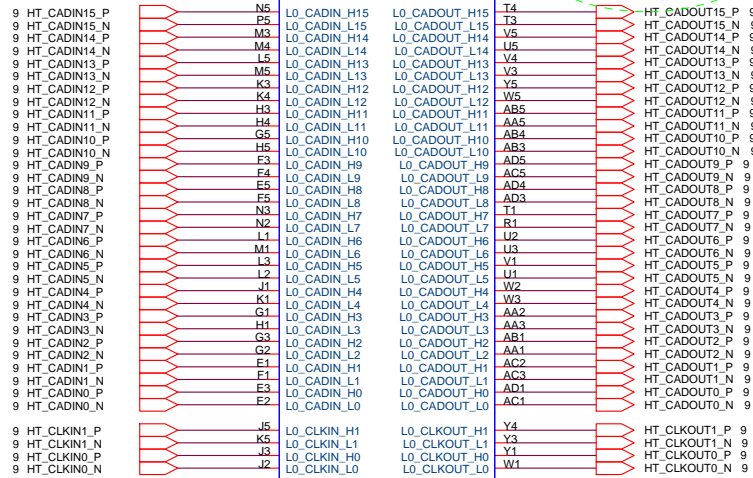 9 HT_CADIN15_P N5 L0_CADIN_H15 L0_CADOUT_H15 T4 HT_CADOUT15_P 9
9 HT_CADIN15_N P5 L0_CADIN_L15 L0_CADOUT_L15 T3 HT_CADOUT15_N 9
9 HT_CADIN14_P M3 L0_CADIN_H14 L0_CADOUT_H14 V5 HT_CADOUT14_P 9
9 HT_CADIN14_N M4 L0_CADIN_L14 L0_CADOUT_L14 U5 HT_CADOUT14_N 9
9 HT_CADIN13_P L5 L0_CADIN_H13 L0_CADOUT_H13 V4 HT_CADOUT13_P 9
9 HT_CADIN13_N M5 L0_CADIN_L13 L0_CADOUT_L13 V3 HT_CADOUT13_N 9
9 HT_CADIN12_P K3 L0_CADIN_H12 L0_CADOUT_H12 Y5 HT_CADOUT12_P 9
9 HT_CADIN12_N K4 L0_CADIN_L12 L0_CADOUT_L12 W5 HT_CADOUT12_N 9
9 HT_CADIN11_P H3 L0_CADIN_H11 L0_CADOUT_H11 AB5 HT_CADOUT11_P 9
9 HT_CADIN11_N H4 L0_CADIN_L11 L0_CADOUT_L11 AA5 HT_CADOUT11_N 9
9 HT_CADIN10_P G5 L0_CADIN_H10 L0_CADOUT_H10 AB4 HT_CADOUT10_P 9
9 HT_CADIN10_N H5 L0_CADIN_L10 L0_CADOUT_L10 AB3 HT_CADOUT10_N 9
9 HT_CADIN9_P F3 L0_CADIN_H9 L0_CADOUT_H9 AD5 HT_CADOUT9_P 9
9 HT_CADIN9_N F4 L0_CADIN_L9 L0_CADOUT_L9 AC5 HT_CADOUT9_N 9
9 HT_CADIN8_P E5 L0_CADIN_H8 L0_CADOUT_H8 AD4 HT_CADOUT8_P 9
9 HT_CADIN8_N F5 L0_CADIN_L8 L0_CADOUT_L8 AD3 HT_CADOUT8_N 9
9 HT_CADIN7_P N3 L0_CADIN_H7 L0_CADOUT_H7 T1 HT_CADOUT7_P 9
9 HT_CADIN7_N N2 L0_CADIN_L7 L0_CADOUT_L7 R1 HT_CADOUT7_N 9
9 HT_CADIN6_P L1 L0_CADIN_H6 L0_CADOUT_H6 U2 HT_CADOUT6_P 9
9 HT_CADIN6_N M1 L0_CADIN_L6 L0_CADOUT_L6 U3 HT_CADOUT6_N 9
9 HT_CADIN5_P L3 L0_CADIN_H5 L0_CADOUT_H5 V1 HT_CADOUT5_P 9
9 HT_CADIN5_N L2 L0_CADIN_L5 L0_CADOUT_L5 U1 HT_CADOUT5_N 9
9 HT_CADIN4_P J1 L0_CADIN_H4 L0_CADOUT_H4 W2 HT_CADOUT4_P 9
9 HT_CADIN4_N K1 L0_CADIN_L4 L0_CADOUT_L4 W3 HT_CADOUT4_N 9
9 HT_CADIN3_P G1 L0_CADIN_H3 L0_CADOUT_H3 AA2 HT_CADOUT3_P 9
9 HT_CADIN3_N H1 L0_CADIN_L3 L0_CADOUT_L3 AA3 HT_CADOUT3_N 9
9 HT_CADIN2_P G3 L0_CADIN_H2 L0_CADOUT_H2 AB1 HT_CADOUT2_P 9
9 HT_CADIN2_N G2 L0_CADIN_L2 L0_CADOUT_L2 AA1 HT_CADOUT2_N 9
9 HT_CADIN1_P E1 L0_CADIN_H1 L0_CADOUT_H1 AC2 HT_CADOUT1_P 9
9 HT_CADIN1_N F1 L0_CADIN_L1 L0_CADOUT_L1 AC3 HT_CADOUT1_N 9
9 HT_CADIN0_P E3 L0_CADIN_H0 L0_CADOUT_H0 AD1 HT_CADOUT0_P 9
9 HT_CADIN0_N E2 L0_CADIN_L0 L0_CADOUT_L0 AC1 HT_CADOUT0_N 9
9 HT_CLKIN1_P J5 L0_CLKIN_H1 L0_CLKOUT_H1 Y4 HT_CLKOUT1_P 9
9 HT_CLKIN1_N K5 L0_CLKIN_L1 L0_CLKOUT_L1 Y3 HT_CLKOUT1_N 9
9 HT_CLKIN0_P J3 L0_CLKIN_H0 L0_CLKOUT_H0 Y1 HT_CLKOUT0_P 9
9 HT_CLKIN0_N J2 L0_CLKIN_L0 L0_CLKOUT_L0 W1 HT_CLKOUT0_N 9